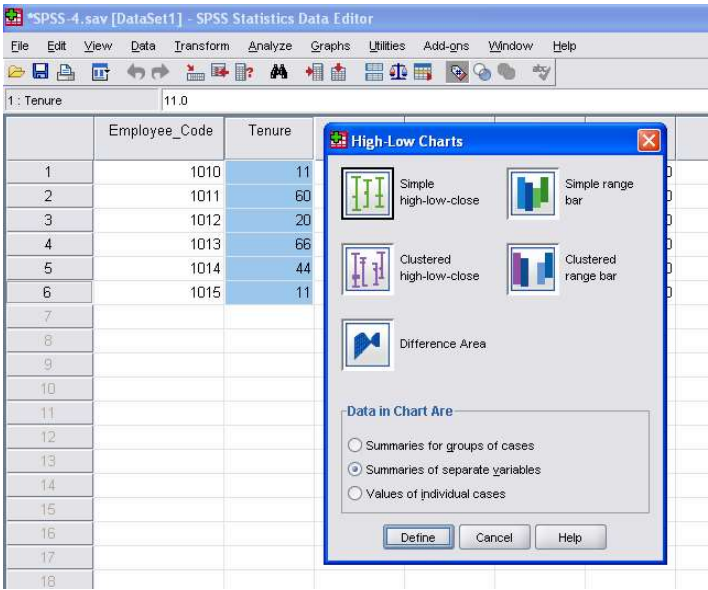 *SPSS-4.sav [DataSet1] - SPSS Statistics Data Editor
File Edit View Data Transform Analyze Graphs Utilities Add-ons Window Help
1 : Tenure 11.0
Employee_Code Tenure
1 1010 11
2 1011 60
3 1012 20
4 1013 66
5 1014 44
6 1015 11
7
8
9
10
11
12
13
14
15
16
17
18
High-Low Charts
Simple
high-low-close
Simple range
bar
Clustered
high-low-close
Clustered
range bar
Difference Area
Data in Chart Are
Summaries for groups of cases
Summaries of separate variables
Values of individual cases
Define Cancel Help